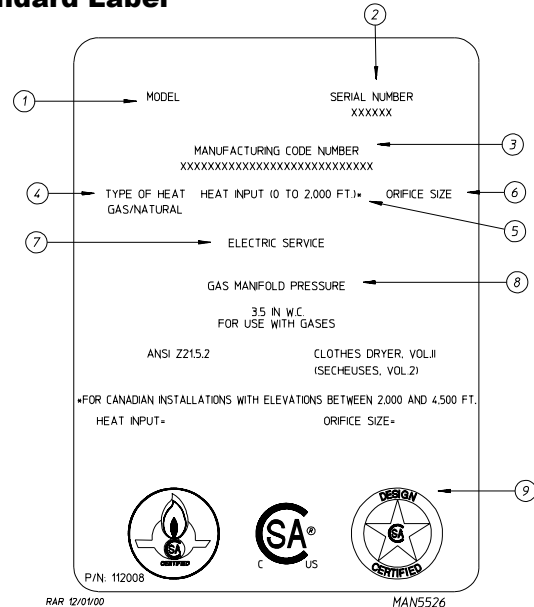 ndard Label
2
1
MODEL
SERIAL NUMBER
XXXXXX
3
MANUFACTURING CODE NUMBER
XXXXXXXXXXXXXXXXXXXXXXXXXXXX
4
TYPE OF HEAT
GAS/NATURAL
HEAT INPUT (0 TO 2,000 FT.)*
ORIFICE SIZE
6
5
7
ELECTRIC SERVICE
GAS MANIFOLD PRESSURE
8
3.5 IN W.C.
FOR USE WITH GASES
ANSI Z21.5.2
CLOTHES DRYER, VOL.II
(SECHEUSES, VOL.2)
*FOR CANADIAN INSTALLATIONS WITH ELEVATIONS BETWEEN 2,000 AND 4,500 FT.
HEAT INPUT=
ORIFICE SIZE=
9
SA
CERTIFIED
SA®
C US
DESIGN
SA
CERTIFIED
P/N: 112008
RAR 12/01/00
MAN5526